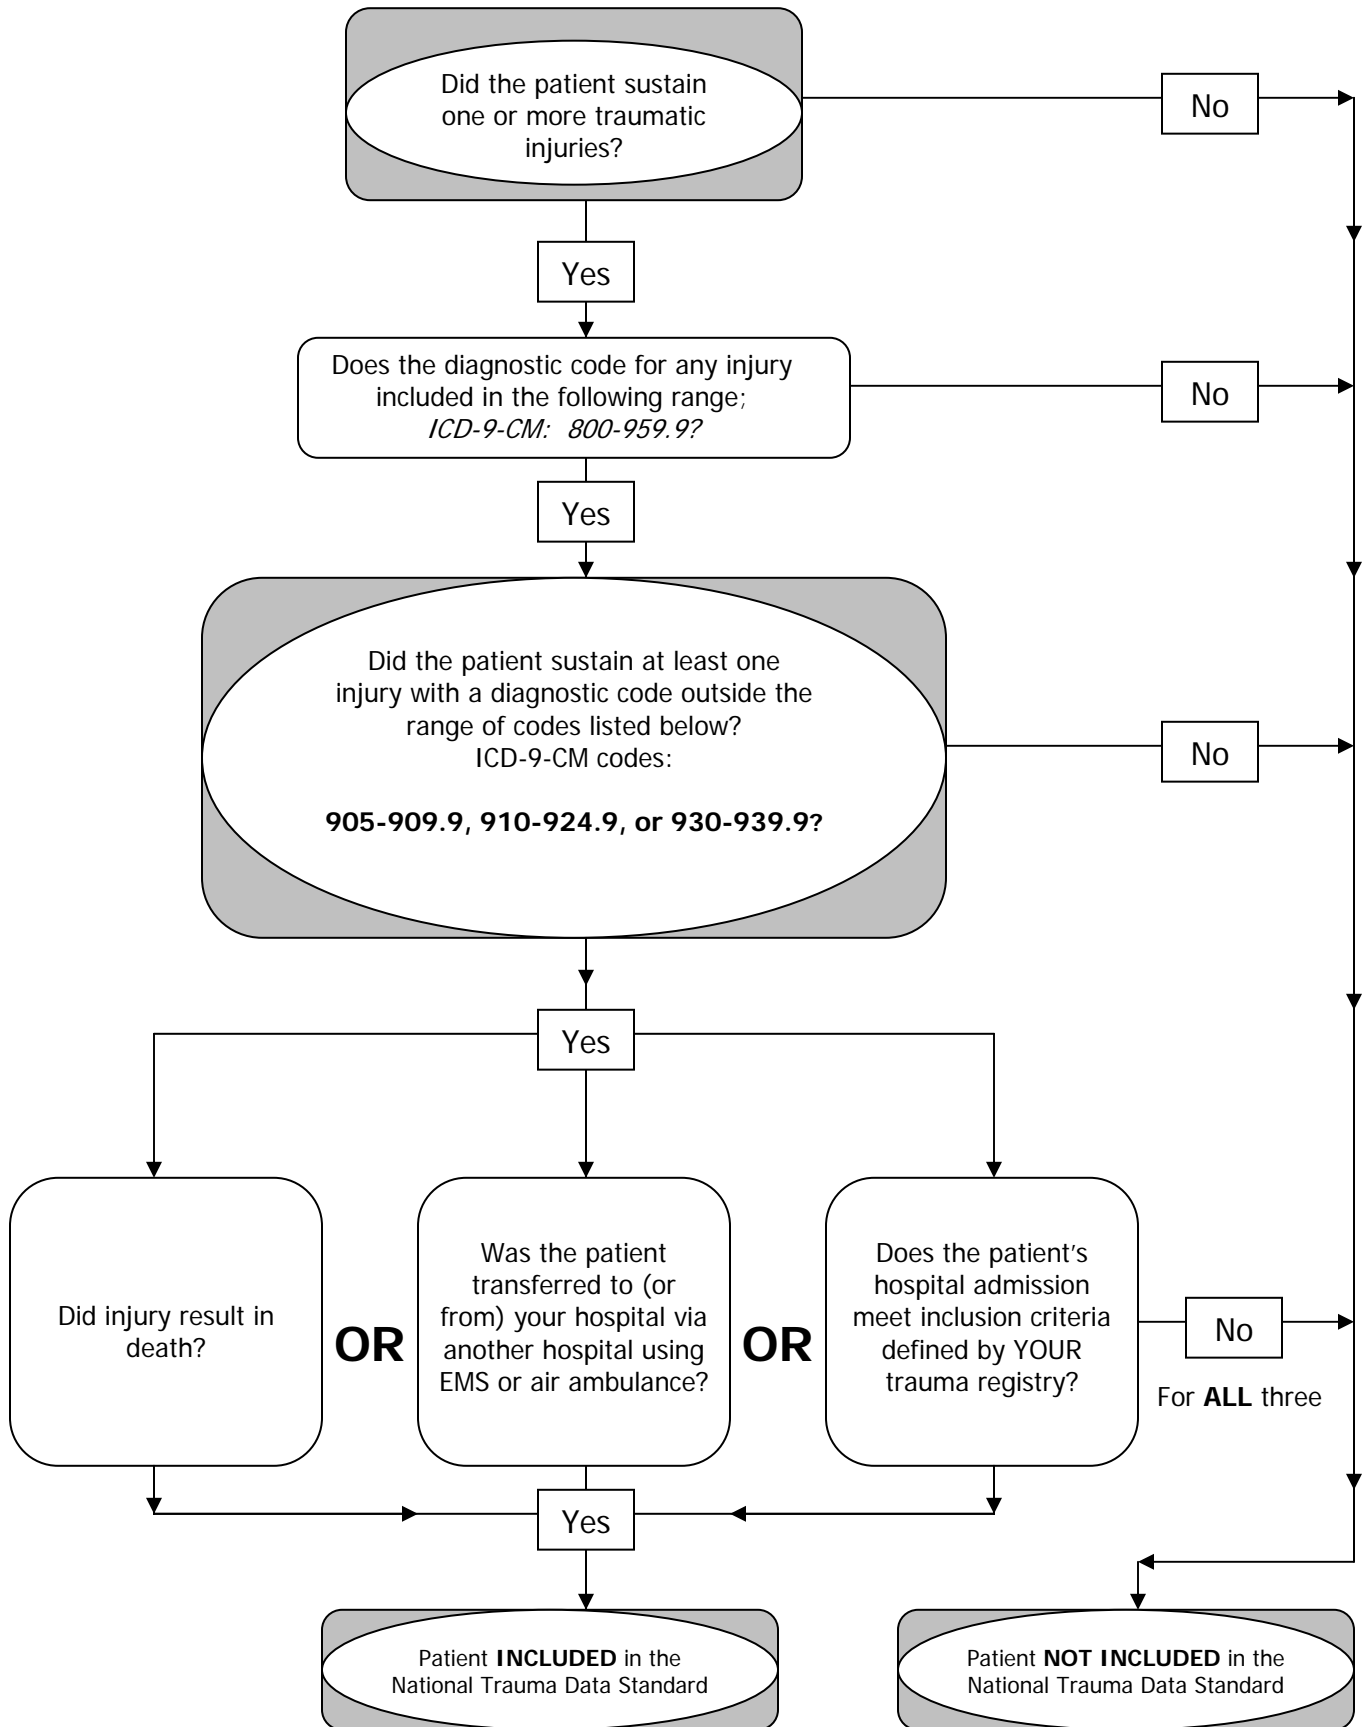 Did the patient sustain
one or more traumatic
injuries?
No
Yes
Does the diagnostic code for any injury
included in the following range;
ICD-9-CM: 800-959.9?
No
Yes
Did the patient sustain at least one
injury with a diagnostic code outside the
range of codes listed below?
ICD-9-CM codes:
905-909.9, 910-924.9, or 930-939.9?
No
Yes
Did injury result in
death?
OR
Was the patient
transferred to (or
from) your hospital via
another hospital using
EMS or air ambulance?
OR
Does the patient's
hospital admission
meet inclusion criteria
defined by YOUR
trauma registry?
No
For ALL three
Yes
Patient INCLUDED in the
National Trauma Data Standard
Patient NOT INCLUDED in the
National Trauma Data Standard